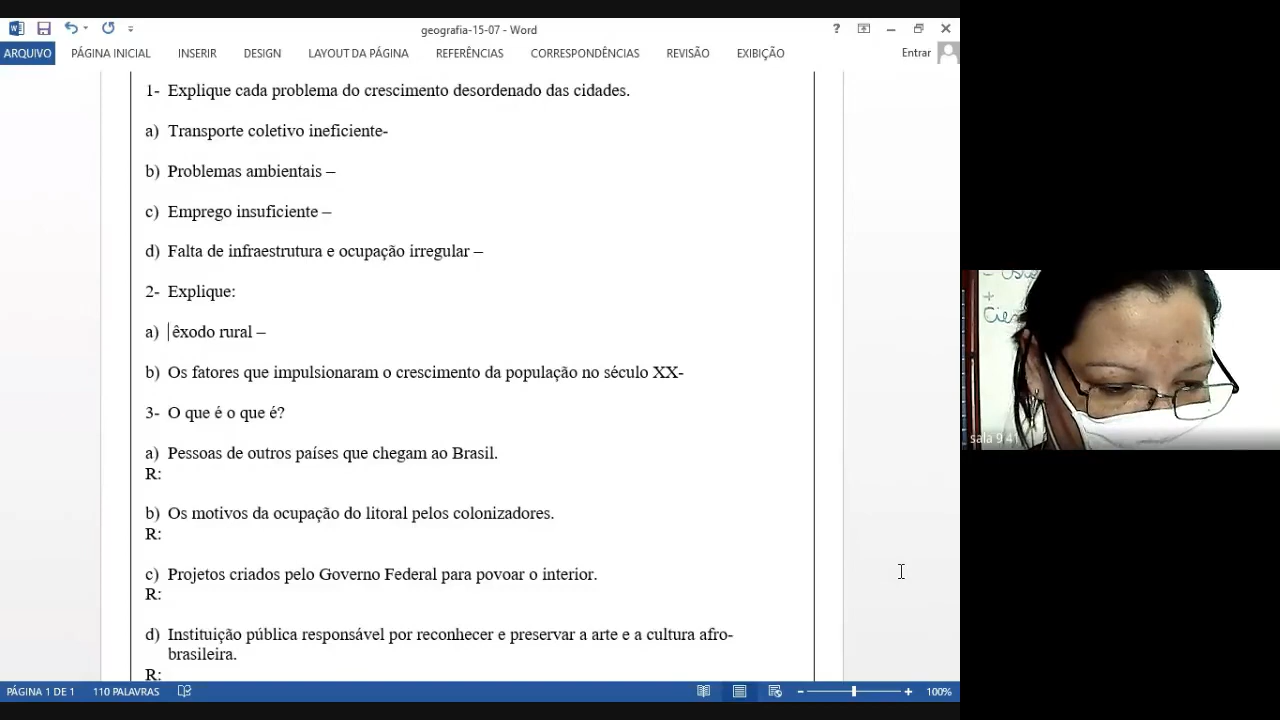 geografia-15-07 - Word
ARQUIVO PÁGINA INICIAL INSERIR DESIGN LAYOUT DA PÁGINA REFERÊNCIAS CORRESPONDÊNCIAS REVISÃO EXIBIÇÃO Entrar
1- Explique cada problema do crescimento desordenado das cidades.
a) Transporte coletivo ineficiente-
b) Problemas ambientais –
c) Emprego insuficiente –
d) Falta de infraestrutura e ocupação irregular –
2- Explique:
a) êxodo rural –
b) Os fatores que impulsionaram o crescimento da população no século XX-
3- O que é o que é?
a) Pessoas de outros países que chegam ao Brasil.
R:
b) Os motivos da ocupação do litoral pelos colonizadores.
R:
c) Projetos criados pelo Governo Federal para povoar o interior.
R:
d) Instituição pública responsável por reconhecer e preservar a arte e a cultura afro-
brasileira.
R:
PÁGINA 1 DE 1 110 PALAVRAS 100%
sala 9 41